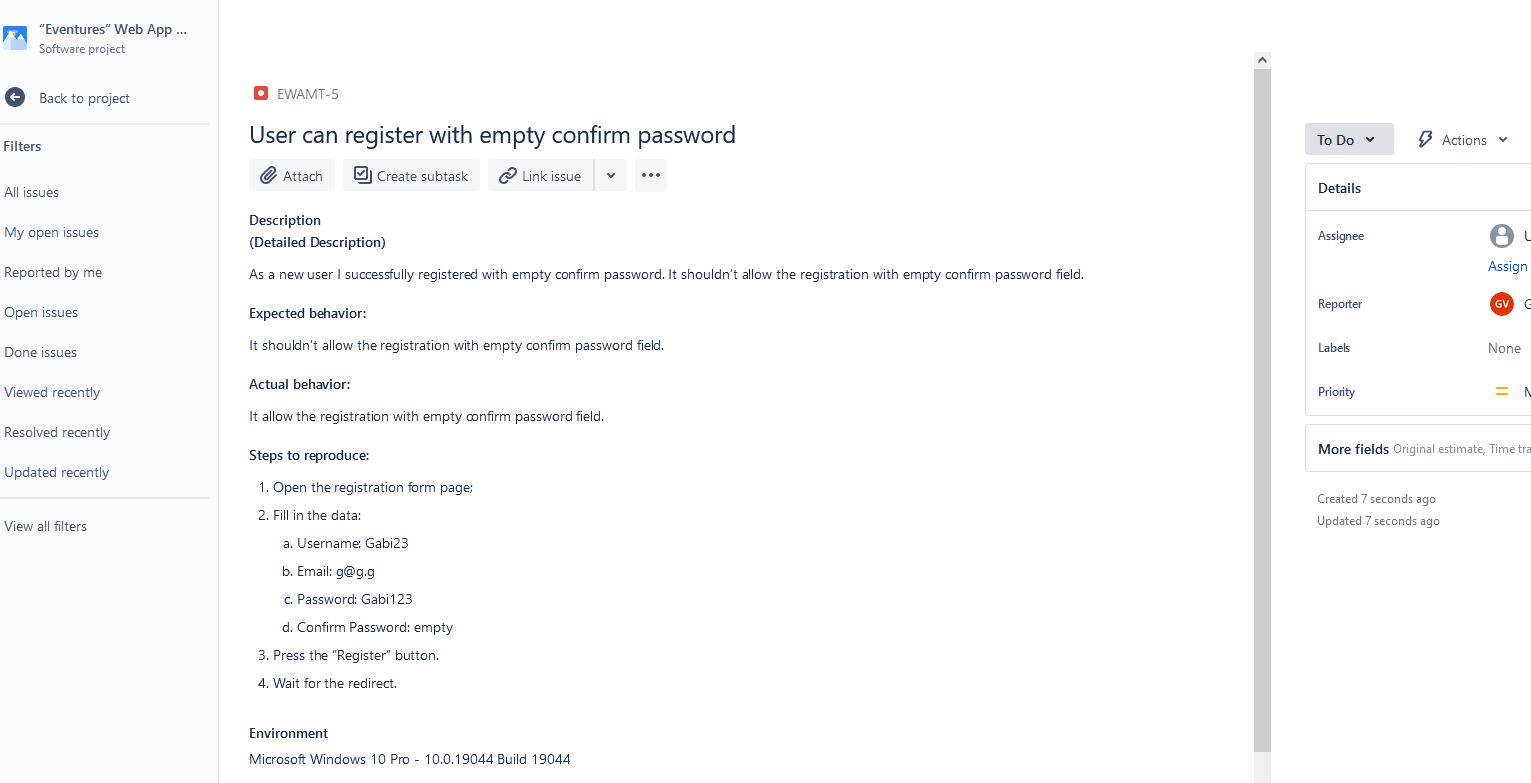 “Eventures” Web App ...
Software project
Back to project
Filters
All issues
My open issues
Reported by me
Open issues
Done issues
Viewed recently
Resolved recently
Updated recently
View all filters
EWAMT-5
User can register with empty confirm password
Attach
Create subtask
Link issue
Description
(Detailed Description)
As a new user I successfully registered with empty confirm password. It shouldn’t allow the registration with empty confirm password field.
Expected behavior:
It shouldn’t allow the registration with empty confirm password field.
Actual behavior:
It allow the registration with empty confirm password field.
Steps to reproduce:
1. Open the registration form page;
2. Fill in the data:
a. Username: Gabi23
b. Email: g@g.g
c. Password: Gabi123
d. Confirm Password: empty
3. Press the “Register” button.
4. Wait for the redirect.
Environment
Microsoft Windows 10 Pro - 10.0.19044 Build 19044
To Do
Actions
Details
Assignee
Assign
Reporter GV
Labels None
Priority
More fields Original estimate, Time
Created 7 seconds ago
Updated 7 seconds ago